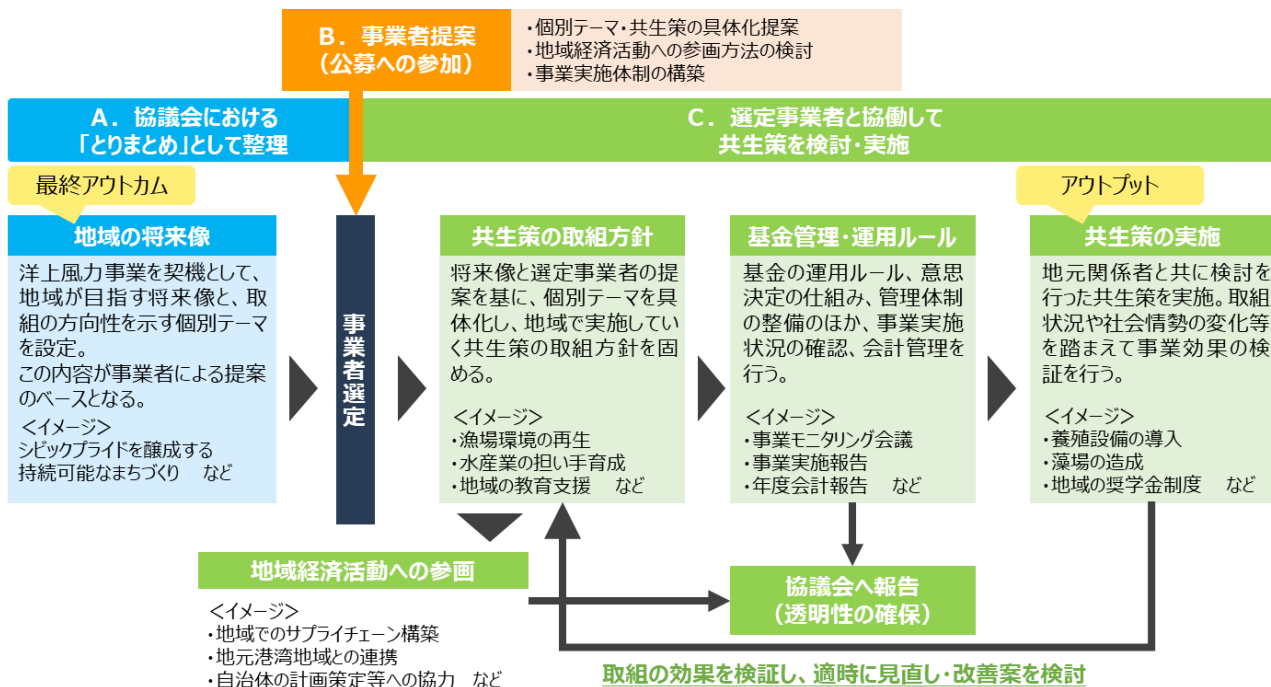 B．事業者提案
（公募への参加）
・個別テーマ・共生策の具体化提案
・地域経済活動への参画方法の検討
・事業実施体制の構築
A．協議会における
「とりまとめ」として整理
C．選定事業者と協働して
共生策を検討・実施
最終アウトカム
アウトプット
地域の将来像
洋上風力事業を契機として、
地域が目指す将来像と、取
組の方向性を示す個別テーマ
を設定。
この内容が事業者による提案
のベースとなる。
＜イメージ＞
シビックプライドを醸成する
持続可能なまちづくり　など
事業者選定
共生策の取組方針
将来像と選定事業者の提
案を基に、個別テーマを具
体化し、地域で実施してい
く共生策の取組方針を固
める。
＜イメージ＞
・漁場環境の再生
・水産業の担い手育成
・地域の教育支援　など
基金管理・運用ルール
基金の運用ルール、意思
決定の仕組み、管理体制
の整備のほか、事業実施
状況の確認、会計管理を
行う。
＜イメージ＞
・事業モニタリング会議
・事業実施報告
・年度会計報告　など
共生策の実施
地元関係者と共に検討を
行った共生策を実施。取組
状況や社会情勢の変化等
を踏まえて事業効果の検
証を行う。
＜イメージ＞
・養殖設備の導入
・藻場の造成
・地域の奨学金制度　など
地域経済活動への参画
＜イメージ＞
・地域でのサプライチェーン構築
・地元港湾地域との連携
・自治体の計画策定等への協力　など
協議会へ報告
（透明性の確保）
取組の効果を検証し、適時に見直し・改善案を検討